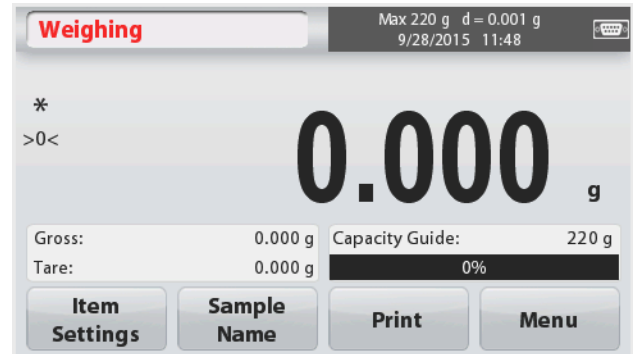 Weighing
Max 220 g d = 0.001 g
9/28/2015 11:48
*
>0<
0.000 g
Gross: 0.000 g
Tare: 0.000 g
Capacity Guide: 220 g
0%
Item Settings
Sample Name
Print
Menu